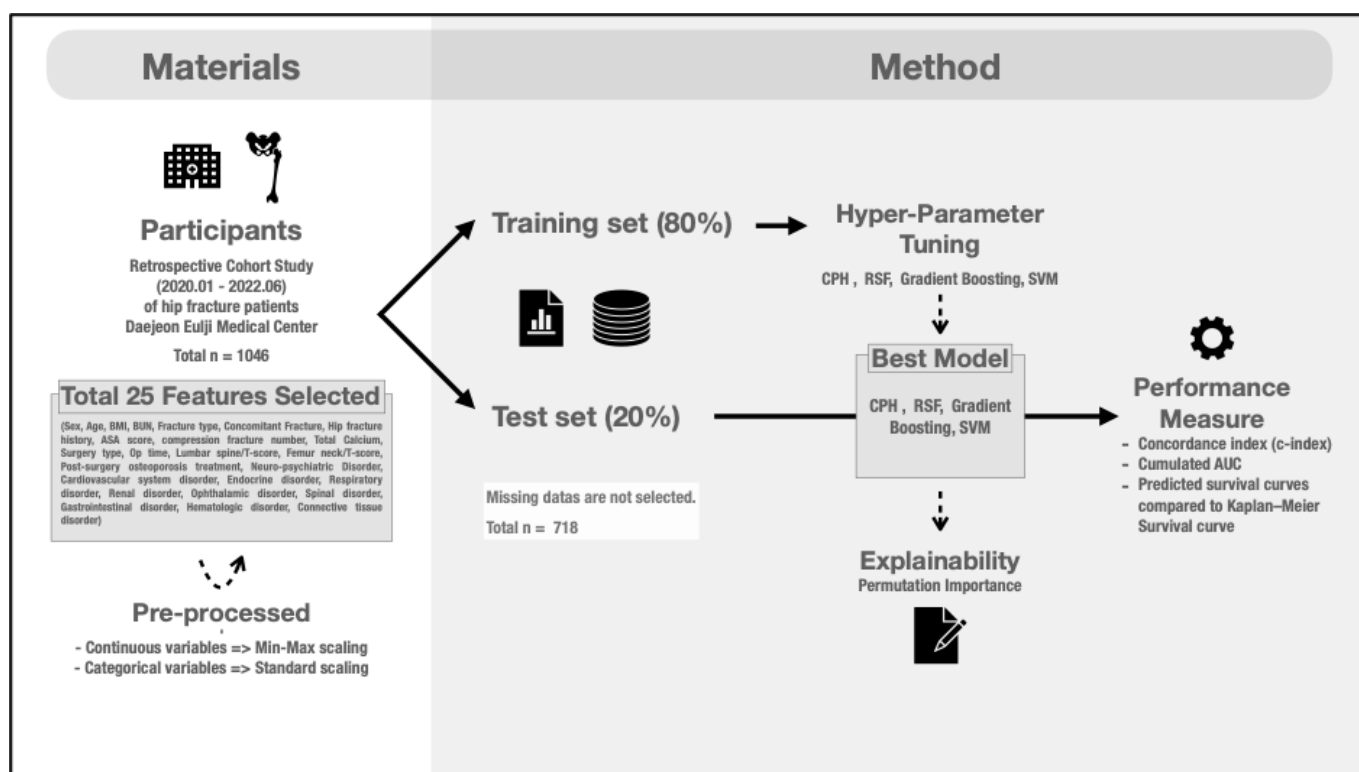 Materials
Method
Participants
Retrospective Cohort Study
(2020.01 - 2022.06)
of hip fracture patients
Daejeon Eulji Medical Center
Total n = 1046
Total 25 Features Selected
(Sex, Age, BMI, BUN, Fracture type, Concomitant Fracture, Hip fracture
history, ASA score, compression fracture number, Total Calcium,
Surgery type, Op time, Lumbar spine/T-score, Femur neck/T-score,
Post-surgery osteoporosis treatment, Neuro-psychiatric Disorder,
Cardiovascular system disorder, Endocrine disorder, Respiratory
disorder, Renal disorder, Ophthalamic disorder, Spinal disorder,
Gastrointestinal disorder, Hematologic disorder, Connective tissue
disorder)
Pre-processed
- Continuous variables => Min-Max scaling
- Categorical variables => Standard scaling
Training set (80%)
Test set (20%)
Missing datas are not selected.
Total n = 718
Hyper-Parameter
Tuning
CPH , RSF, Gradient Boosting, SVM
Best Model
CPH , RSF, Gradient
Boosting, SVM
Explainability
Permutation Importance
Performance
Measure
- Concordance index (c-index)
- Cumulated AUC
- Predicted survival curves
compared to Kaplan–Meier
Survival curve